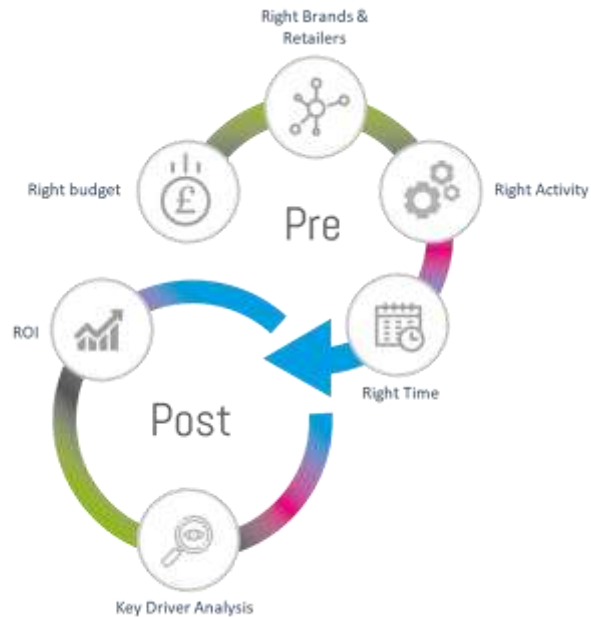 Right Brands &
Retailers
Right budget
£
Right Activity
Pre
ROI
Right Time
Post
Key Driver Analysis